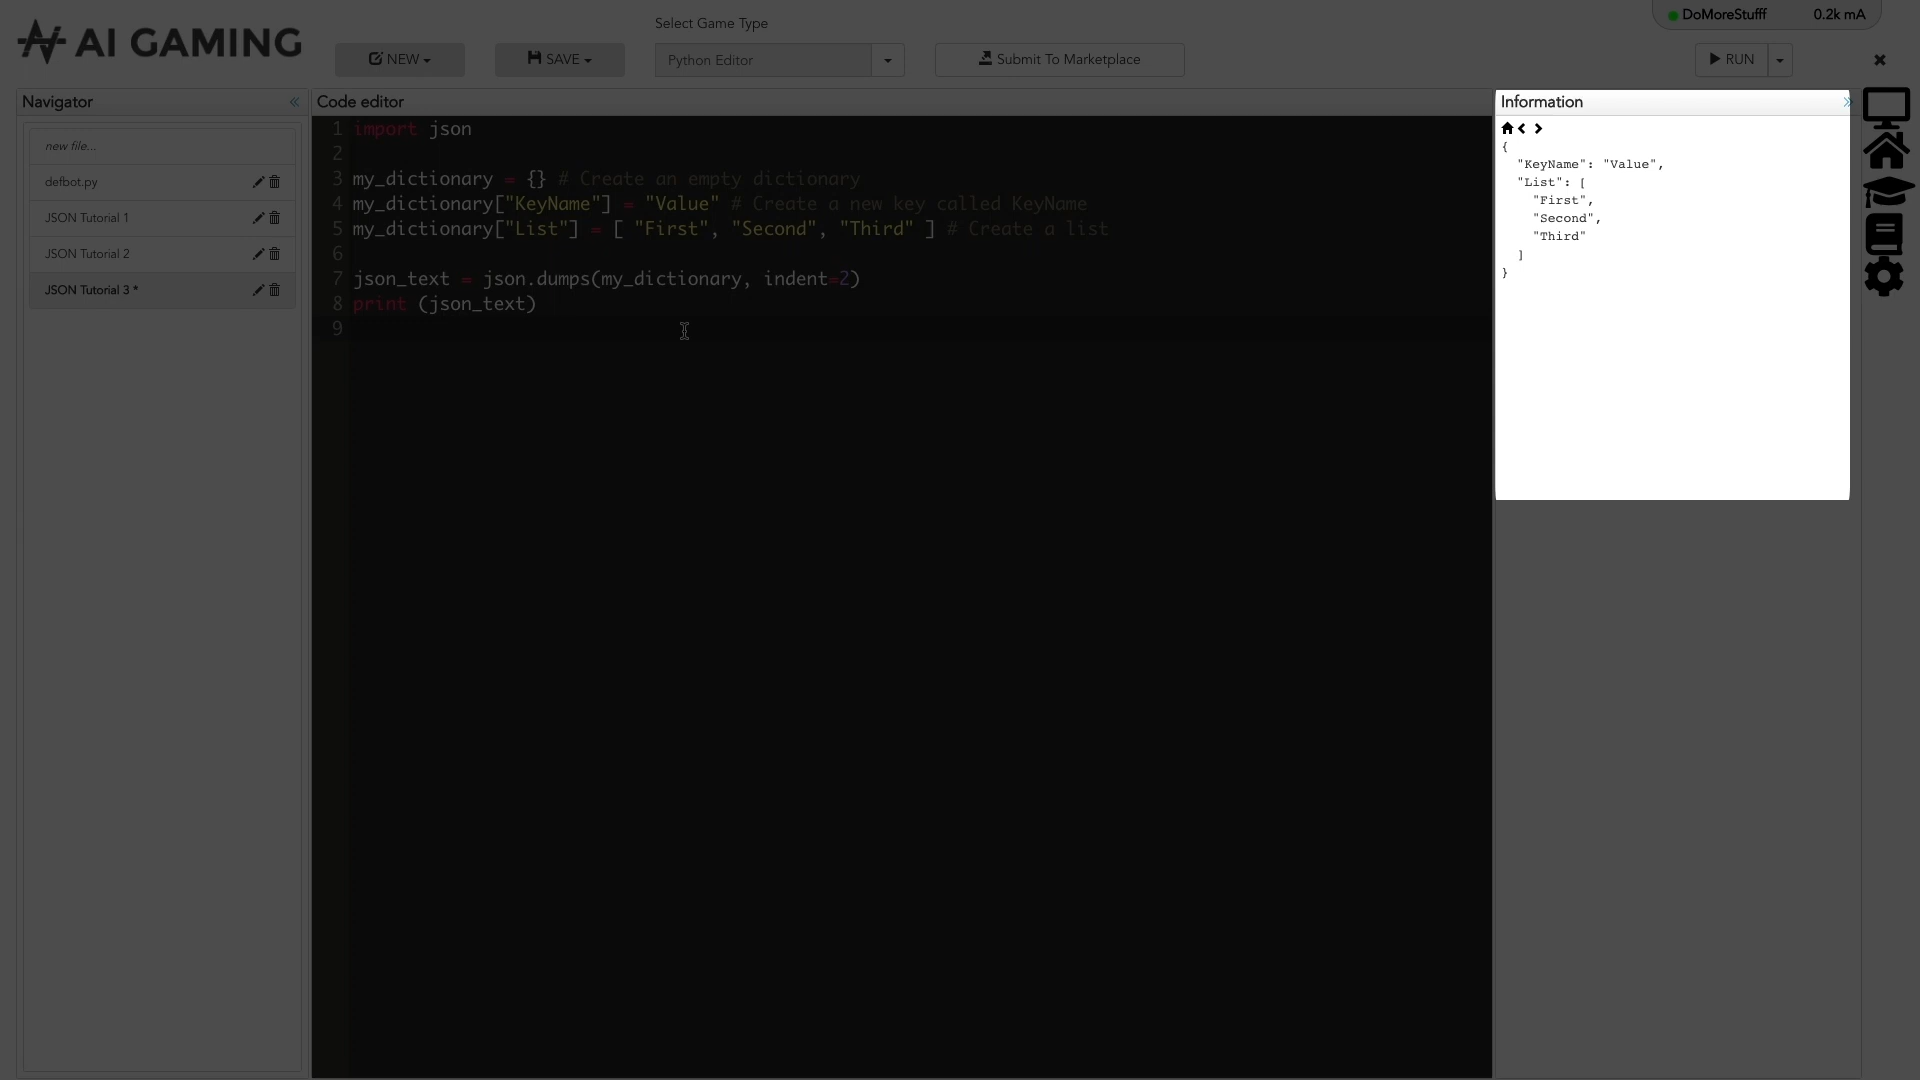 AI GAMING
NEW
SAVE
Select Game Type
Python Editor
Submit To Marketplace
DoMoreStufff 0.2k mA
RUN
Navigator
new file...
defbot.py
JSON Tutorial 1
JSON Tutorial 2
JSON Tutorial 3 *
Code editor
1 import json
2
3 my_dictionary = {} # Create an empty dictionary
4 my_dictionary["KeyName"] = "Value" # Create a new key called KeyName
5 my_dictionary["List"] = [ "First", "Second", "Third" ] # Create a list
6
7 json_text = json.dumps(my_dictionary, indent=2)
8 print (json_text)
9
Information
{
  "KeyName": "Value",
  "List": [
    "First",
    "Second",
    "Third"
  ]
}